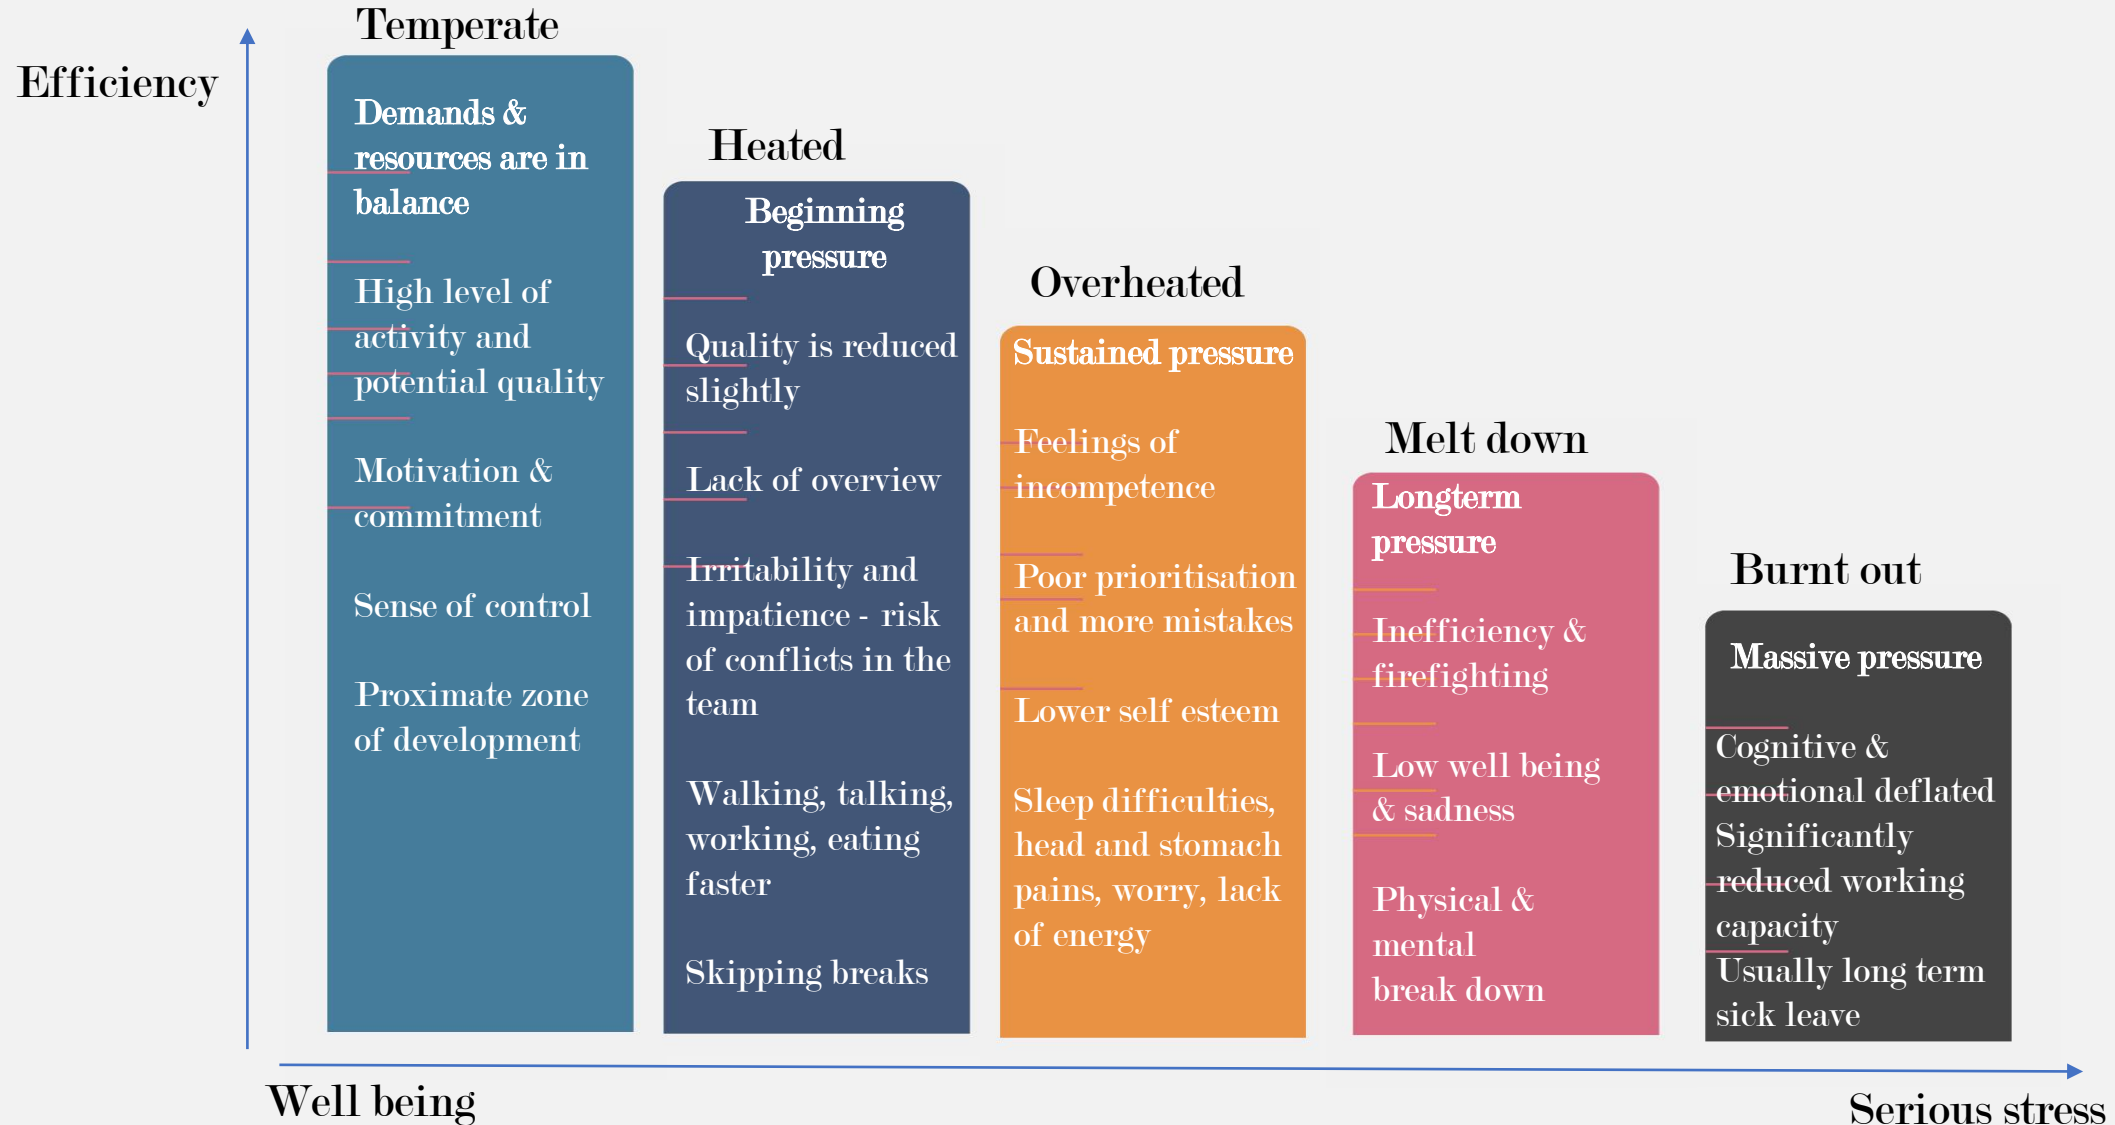 Efficiency
Temperate
Demands &
resources are in
balance
High level of
activity and
potential quality
Motivation &
commitment
Sense of control
Proximate zone
of development
Heated
Beginning
pressure
Quality is reduced
slightly
Lack of overview
Irritability and
impatience - risk
of conflicts in the
team
Walking, talking,
working, eating
faster
Skipping breaks
Overheated
Sustained pressure
Feelings of
incompetence
Poor prioritisation
and more mistakes
Lower self esteem
Sleep difficulties,
head and stomach
pains, worry, lack
of energy
Melt down
Longterm
pressure
Inefficiency &
firefighting
Low well being
& sadness
Physical &
mental
break down
Burnt out
Massive pressure
Cognitive &
emotional deflated
Significantly
reduced working
capacity
Usually long term
sick leave
Well being
Serious stress